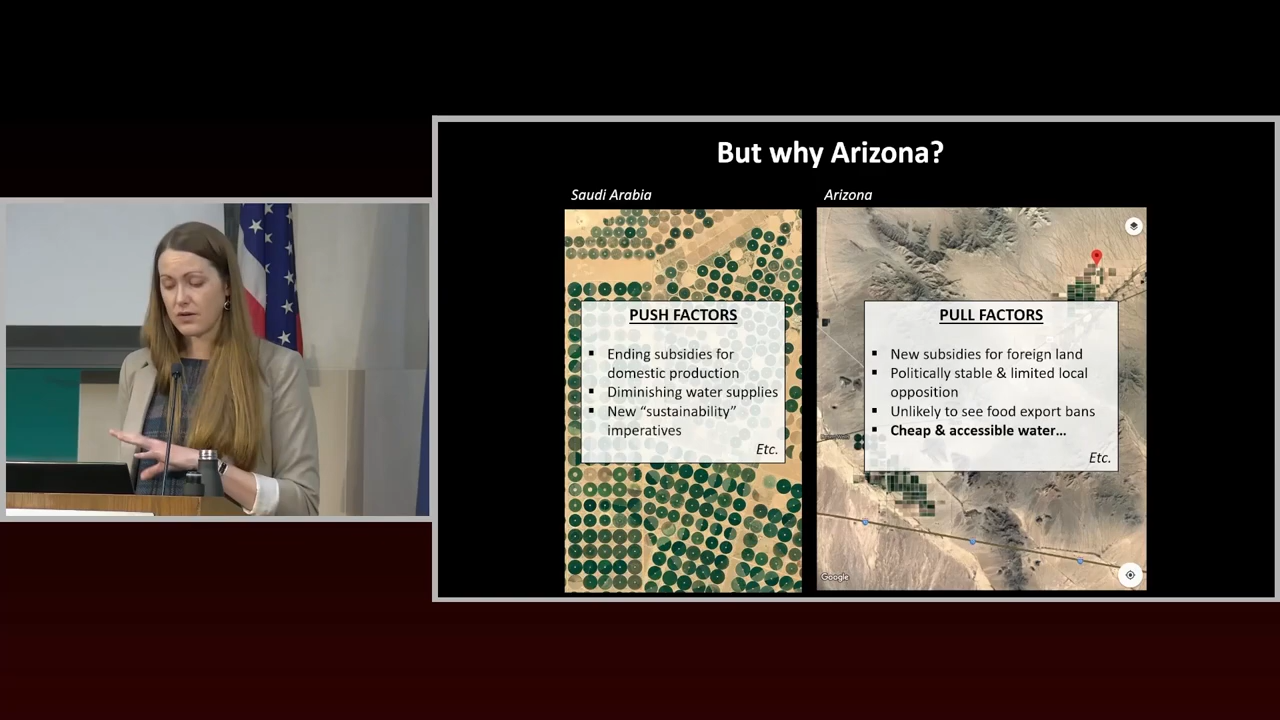 But why Arizona?
Saudi Arabia
Arizona
PUSH FACTORS
▪ Ending subsidies for
domestic production
▪ Diminishing water supplies
▪ New “sustainability”
imperatives
Etc.
PULL FACTORS
▪ New subsidies for foreign land
▪ Politically stable & limited local
opposition
▪ Unlikely to see food export bans
▪ Cheap & accessible water…
Etc.
Google